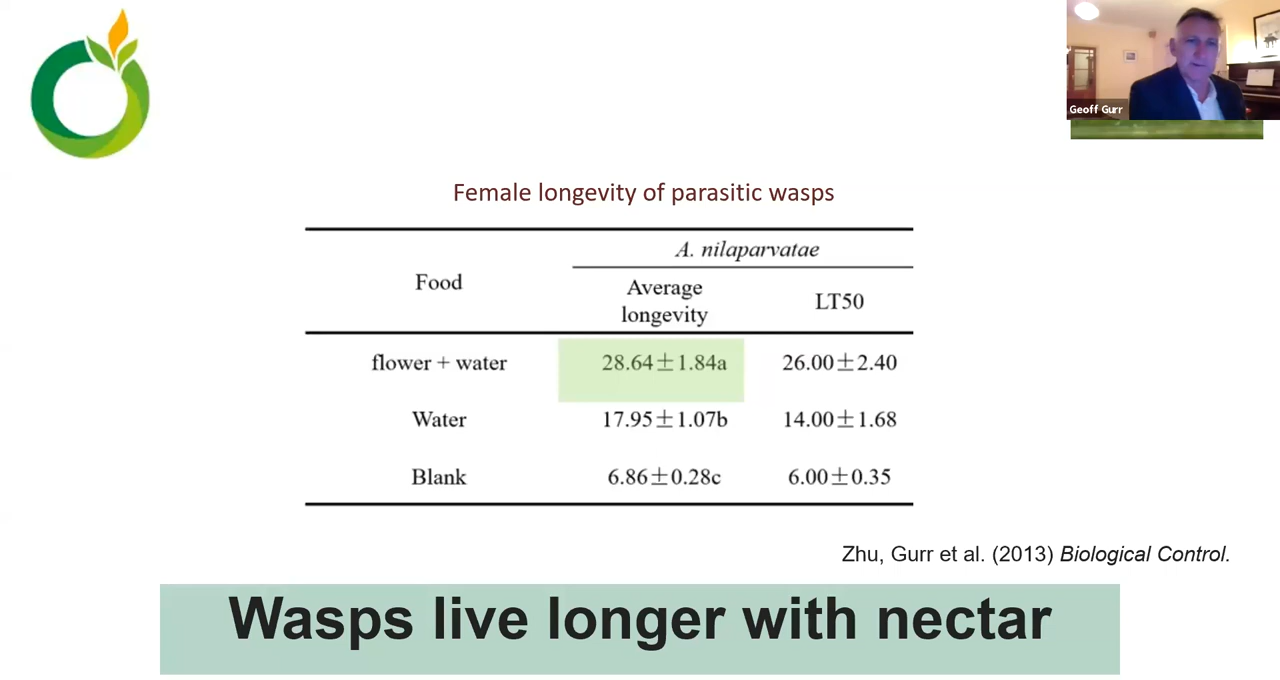 Geoff Gurr
Female longevity of parasitic wasps
A. nilaparvatae
Food
Average
longevity
LT50
flower + water 28.64±1.84a 26.00±2.40
Water 17.95±1.07b 14.00±1.68
Blank 6.86±0.28c 6.00±0.35
Zhu, Gurr et al. (2013) Biological Control.
Wasps live longer with nectar